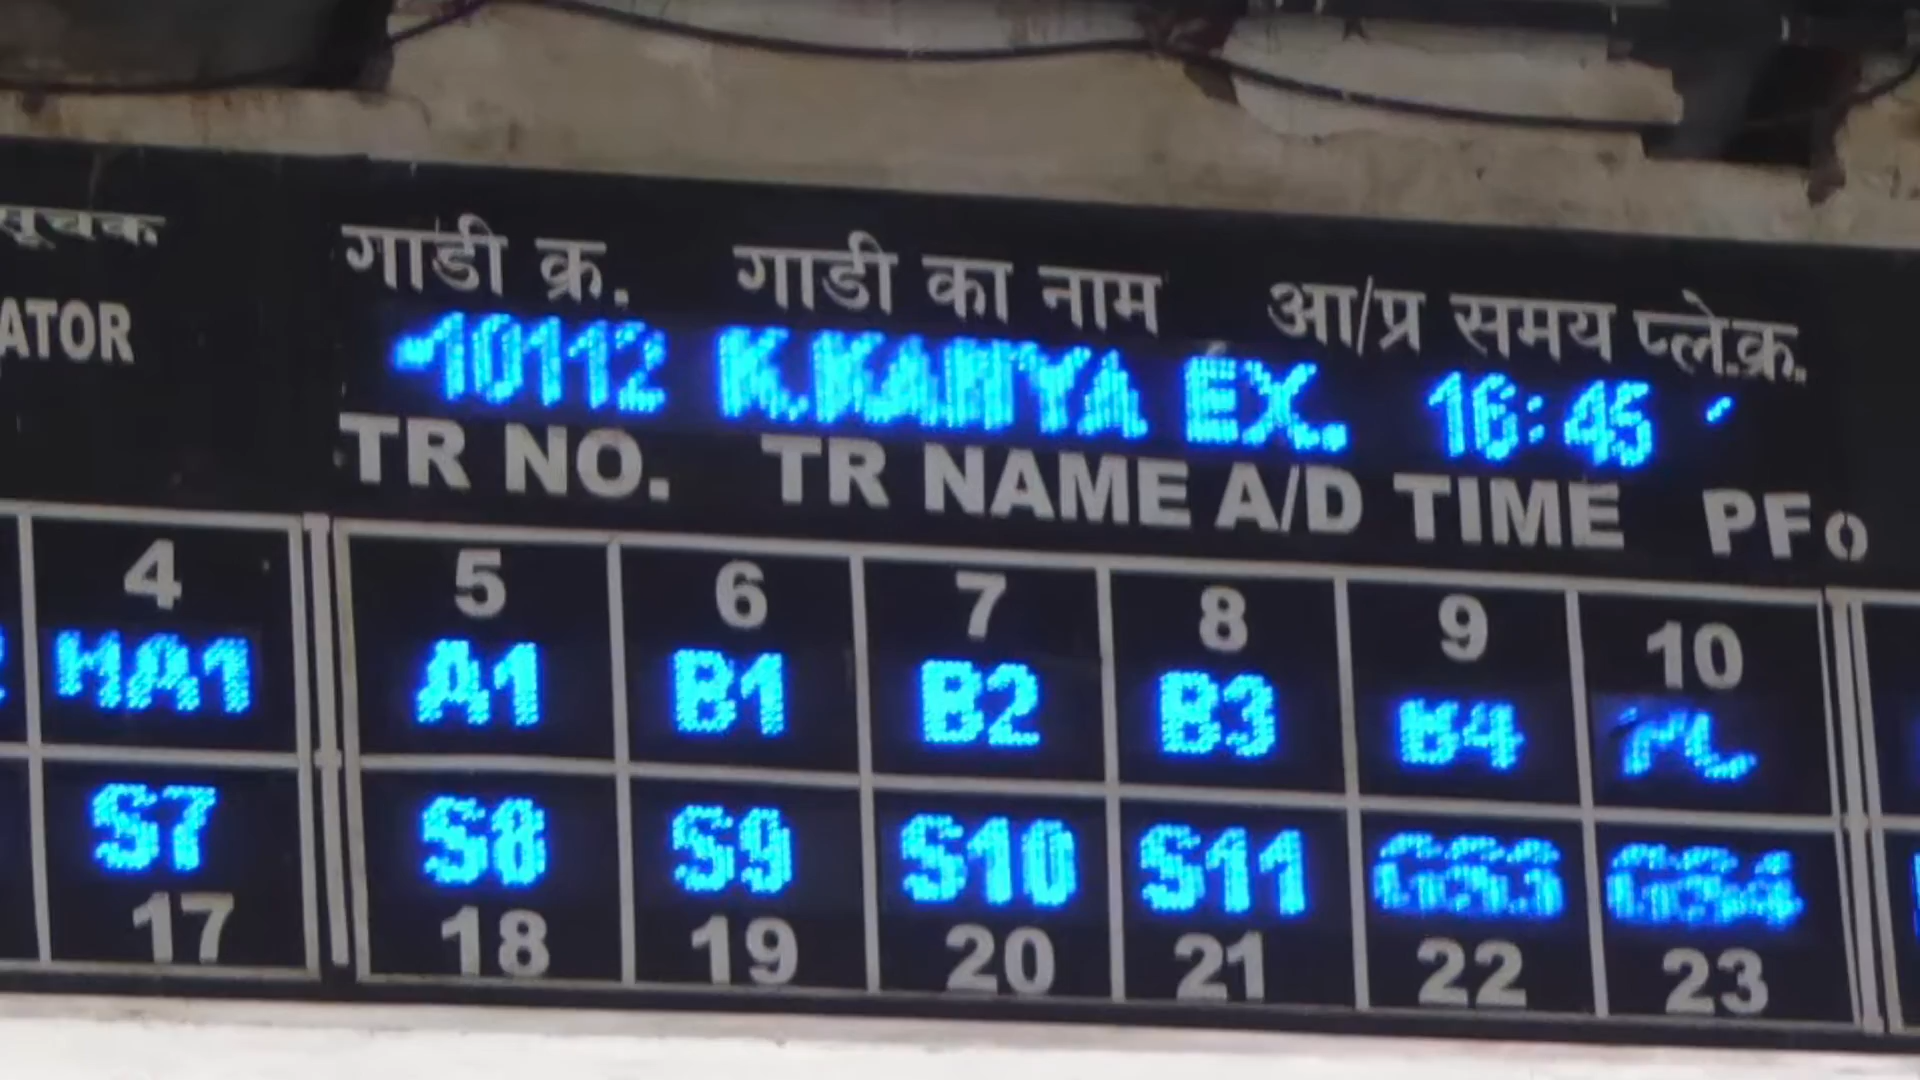 सूचक
ATOR
गाडी क्र. गाडी का नाम आ/प्र समय प्ले.क्र.
10112 K.KANYA EX. 16:45
TR NO. TR NAME A/D TIME PF
4 5 6 7 8 9 10
HA1 A1 B1 B2 B3 B4
S7 S8 S9 S10 S11 GS3 GS4
17 18 19 20 21 22 23